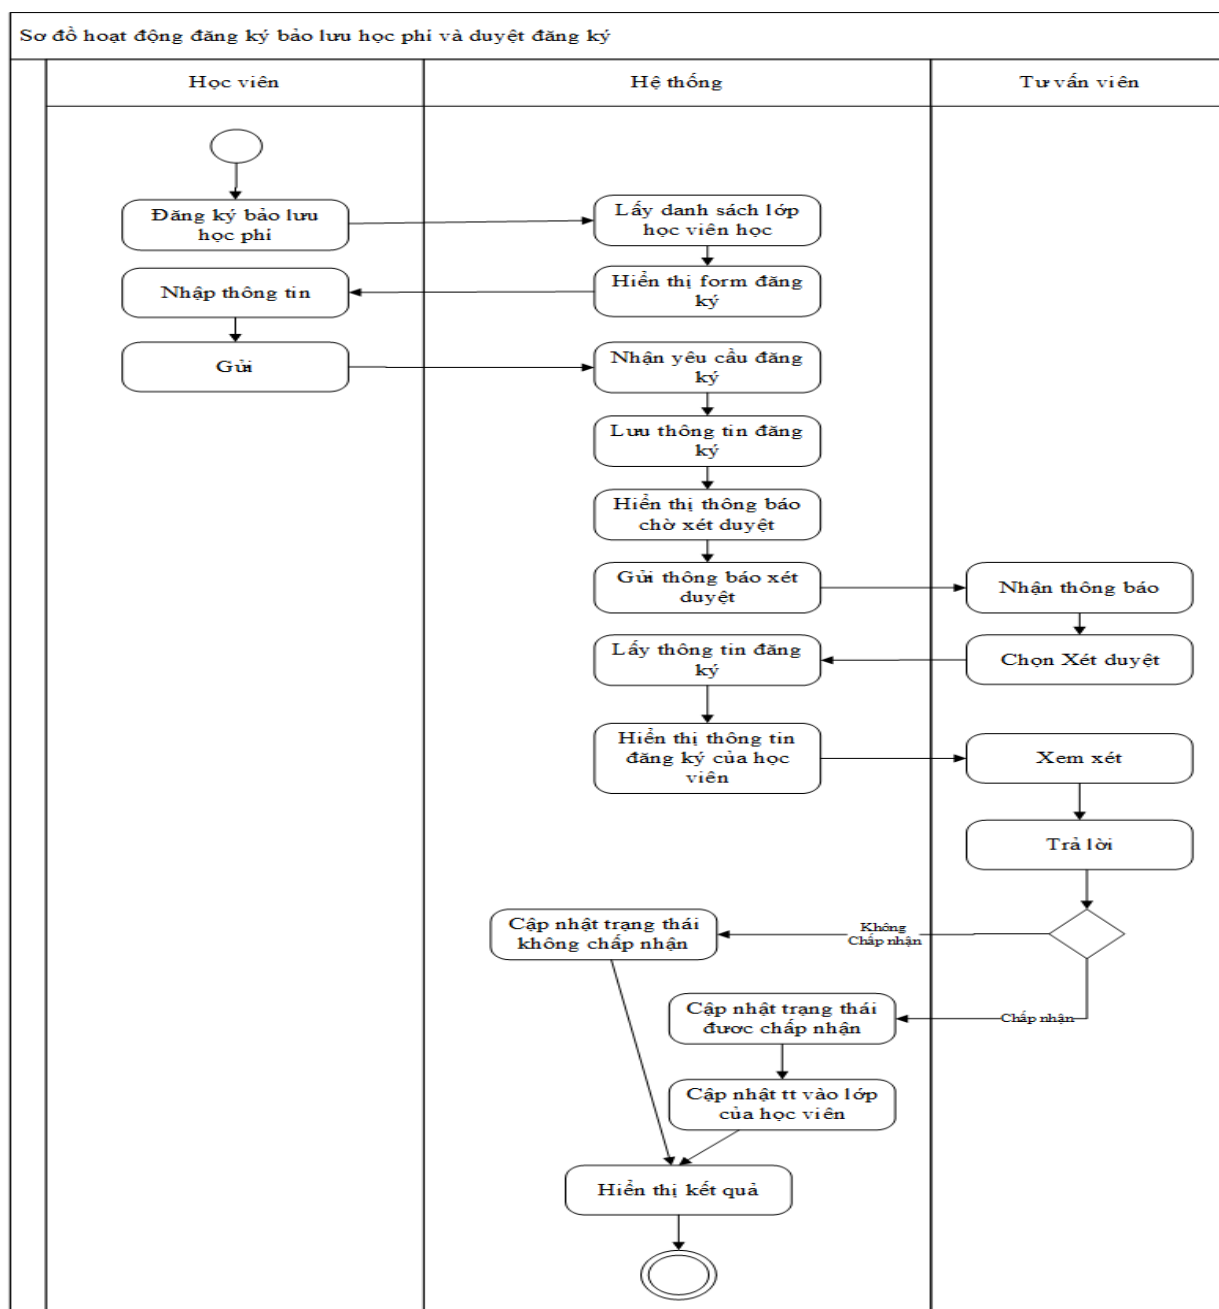 Sơ đồ hoạt động đăng ký bảo lưu học phí và duyệt đăng ký
Học viên
Hệ thống
Tư vấn viên
Đăng ký bảo lưu
học phí
Lấy danh sách lớp
học viên học
Nhập thông tin
Hiển thị form đăng
ký
Gửi
Nhận yêu cầu đăng
ký
Lưu thông tin đăng
ký
Hiển thị thông báo
chờ xét duyệt
Gửi thông báo xét
duyệt
Nhận thông báo
Lấy thông tin đăng
ký
Chọn Xét duyệt
Hiển thị thông tin
đăng ký của học
viên
Xem xét
Trả lời
Cập nhật trạng thái
không chấp nhận
Không
Chấp nhận
Cập nhật trạng thái
đươc chấp nhận
Chấp nhận
Cập nhật tt vào lớp
của học viên
Hiển thị kết quả